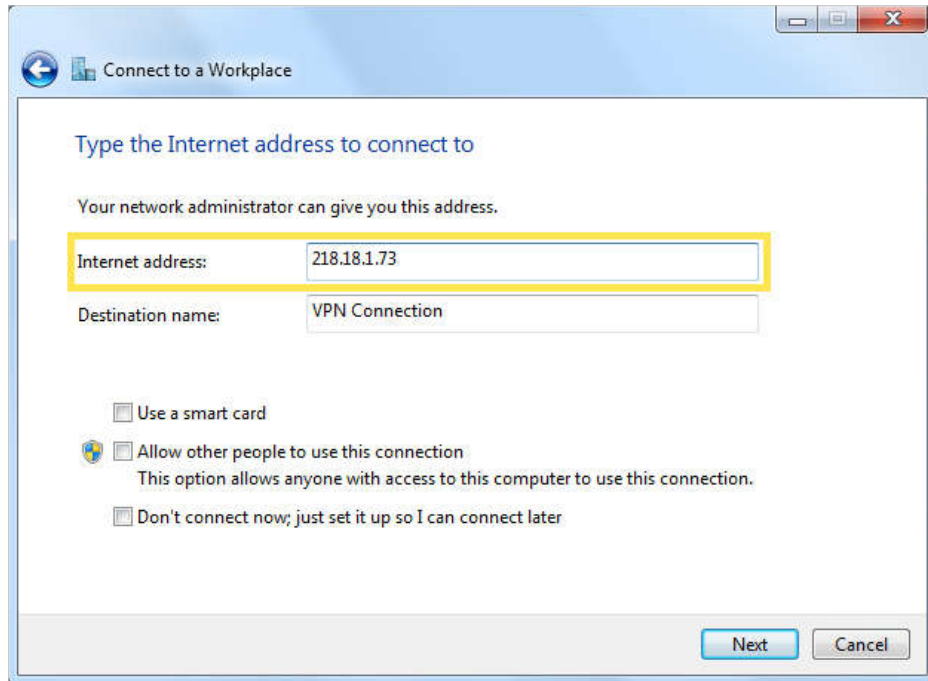 Connect to a Workplace
Type the Internet address to connect to
Your network administrator can give you this address.
Internet address: 218.18.1.73
Destination name: VPN Connection
Use a smart card
Allow other people to use this connection
This option allows anyone with access to this computer to use this connection.
Don't connect now; just set it up so I can connect later
Next Cancel